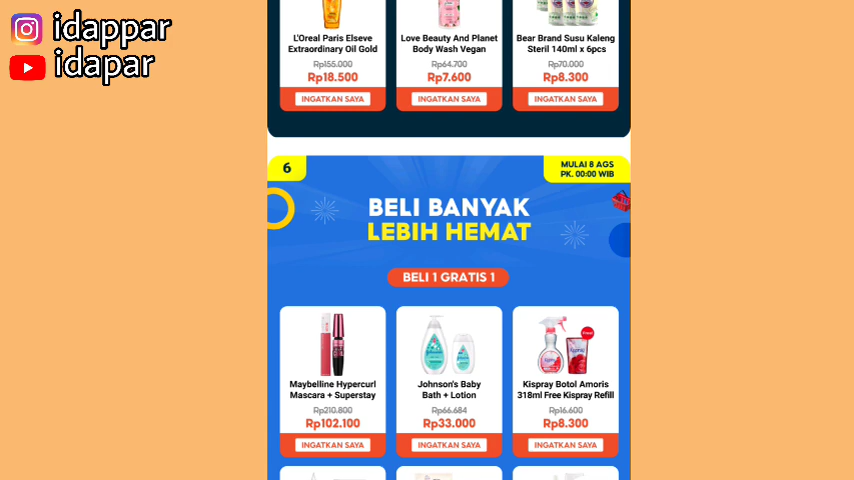 idappar
idapar
L'Oreal Paris Elseve
Extraordinary Oil Gold
Rp155.000
Rp18.500
INGATKAN SAYA
Love Beauty And Planet
Body Wash Vegan
Rp64.700
Rp7.600
INGATKAN SAYA
Bear Brand Susu Kaleng
Steril 140ml x 6pcs
Rp70.000
Rp8.300
INGATKAN SAYA
6
MULAI 8 AGS
PK. 00:00 WIB
BELI BANYAK
LEBIH HEMAT
BELI 1 GRATIS 1
Maybelline Hypercurl
Mascara + Superstay
Rp210.800
Rp102.100
INGATKAN SAYA
Johnson's Baby
Bath + Lotion
Rp66.684
Rp33.000
INGATKAN SAYA
Kispray Botol Amoris
318ml Free Kispray Refill
Rp16.600
Rp8.300
INGATKAN SAYA